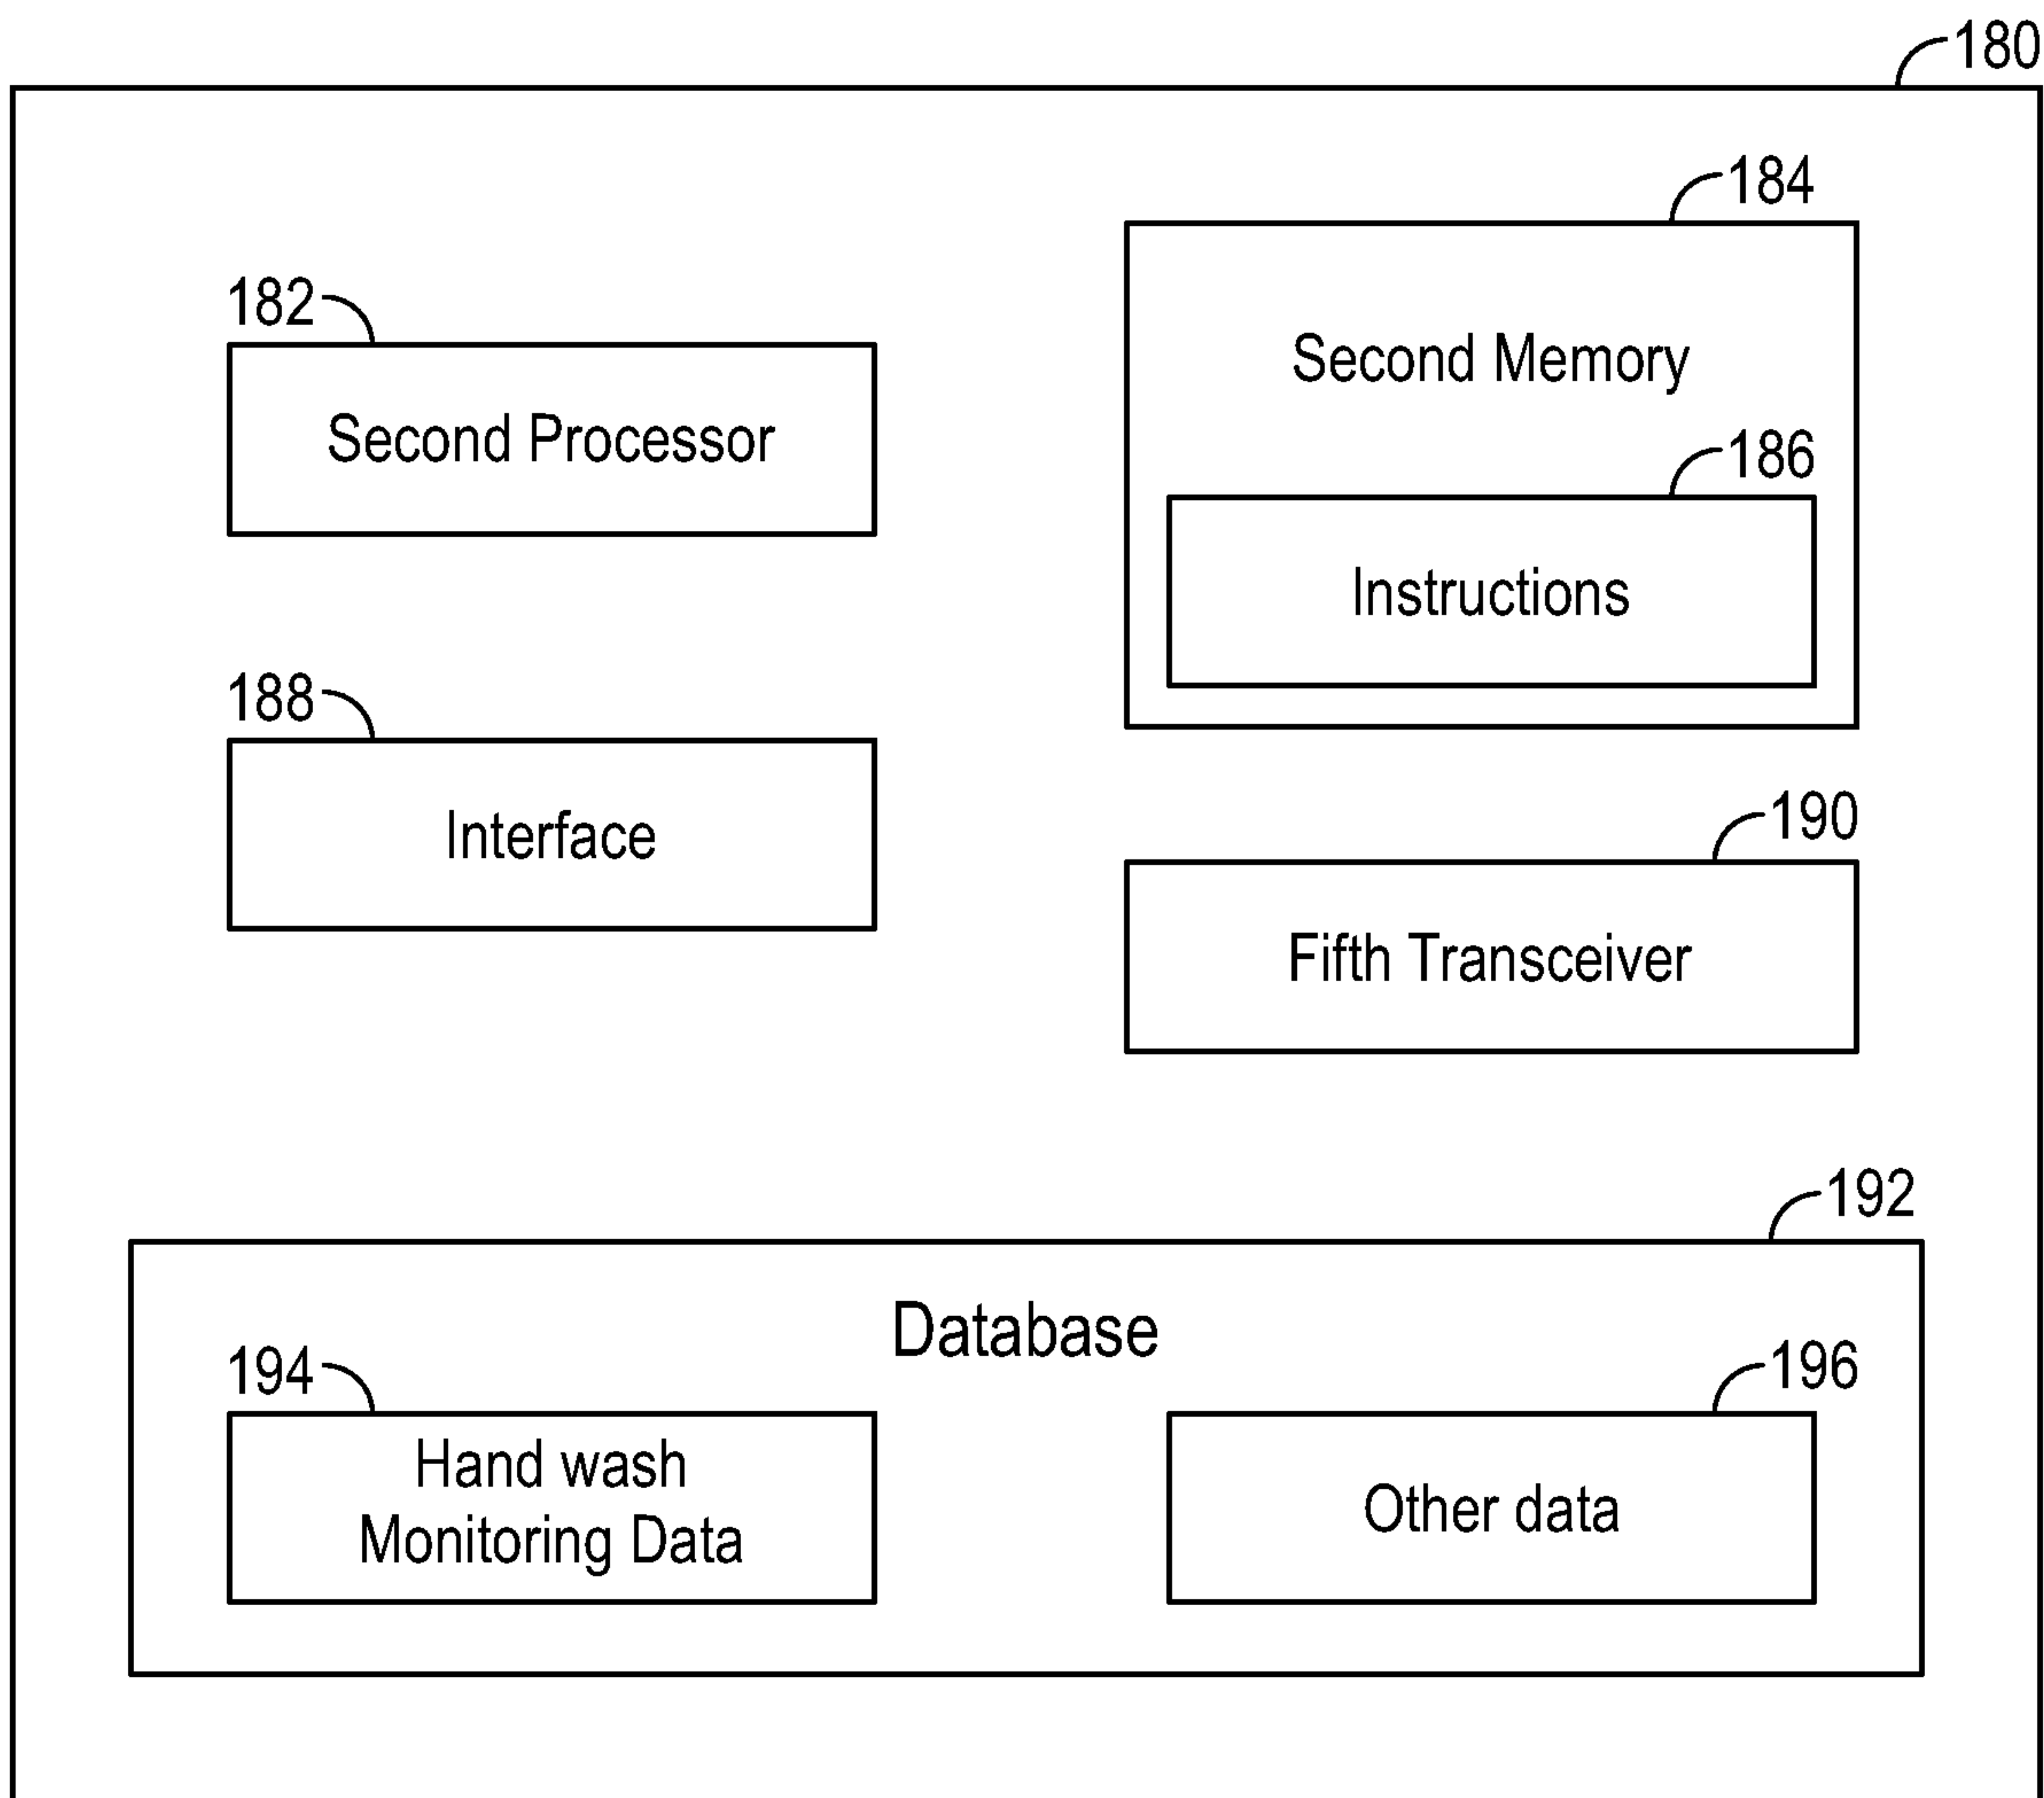 180
184
182
Second Memory
Second Processor
186
Instructions
188
Interface
190
Fifth Transceiver
192
Database
194
196
Hand wash
Monitoring Data
Other data